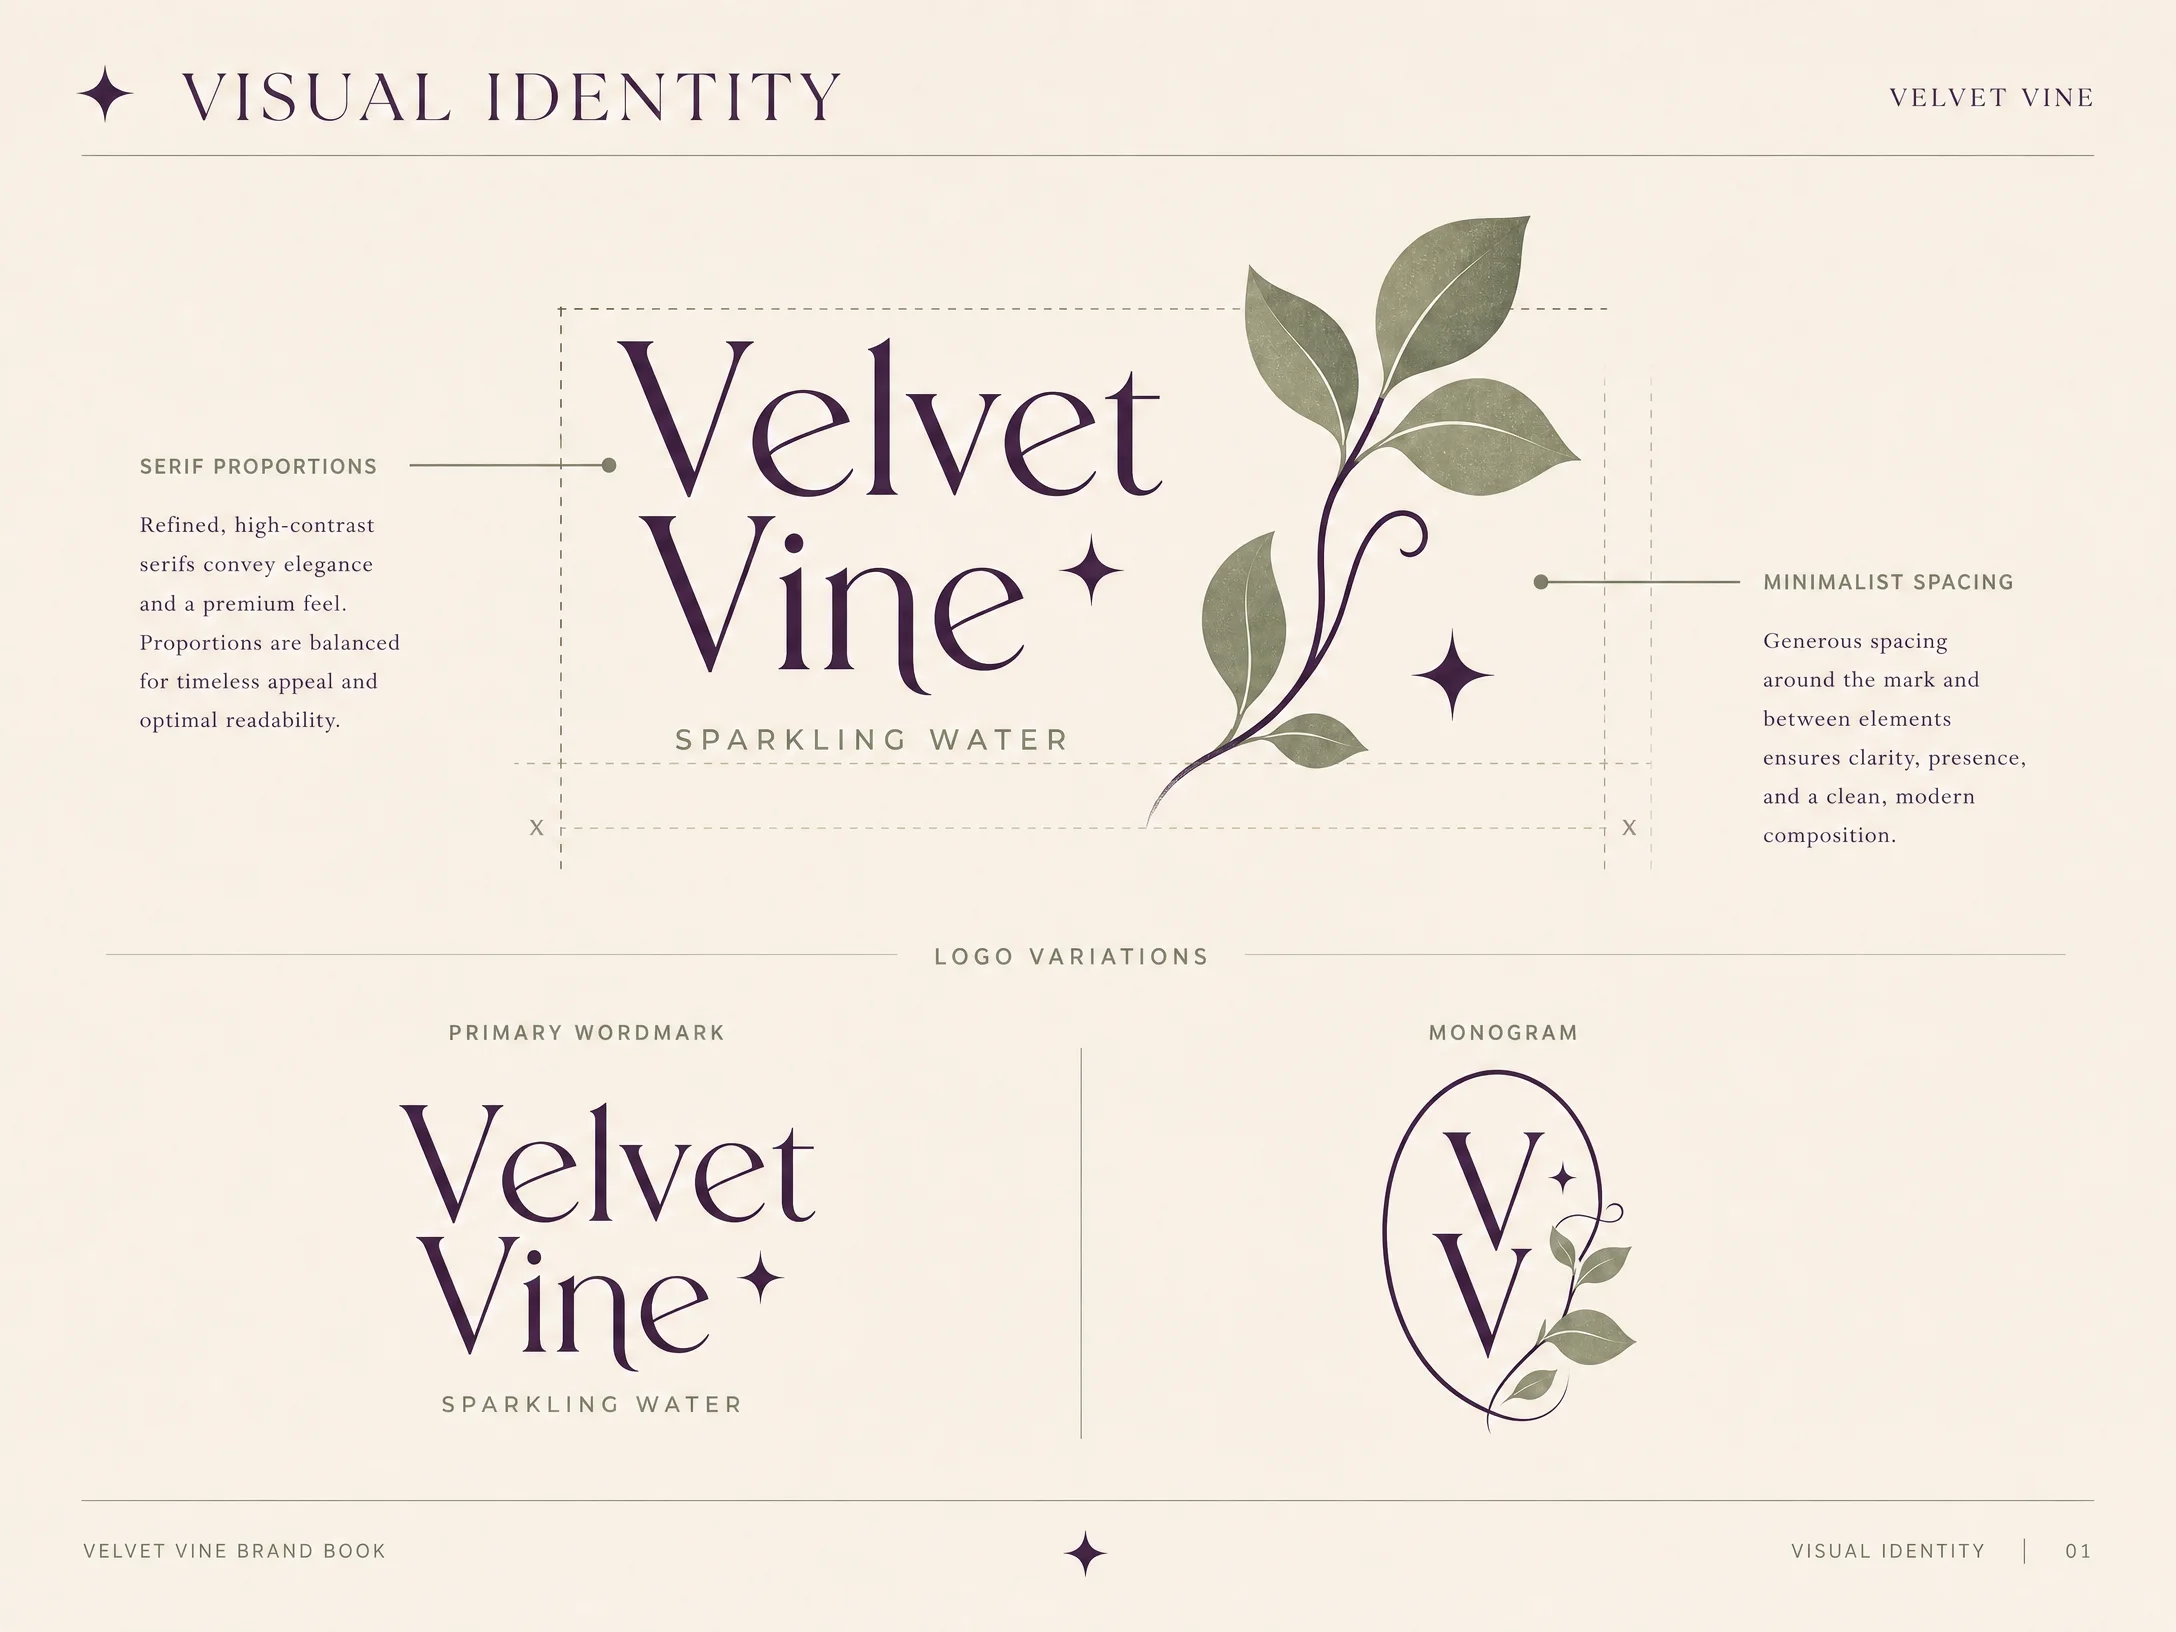 VISUAL IDENTITY
VELVET VINE
Velvet
Vine
SPARKLING WATER
SERIF PROPORTIONS
Refined, high-contrast
serifs convey elegance
and a premium feel.
Proportions are balanced
for timeless appeal and
optimal readability.
MINIMALIST SPACING
Generous spacing
around the mark and
between elements
ensures clarity, presence,
and a clean, modern
composition.
X
X
LOGO VARIATIONS
PRIMARY WORDMARK
Velvet
Vine
SPARKLING WATER
MONOGRAM
V
V
VELVET VINE BRAND BOOK
VISUAL IDENTITY | 01